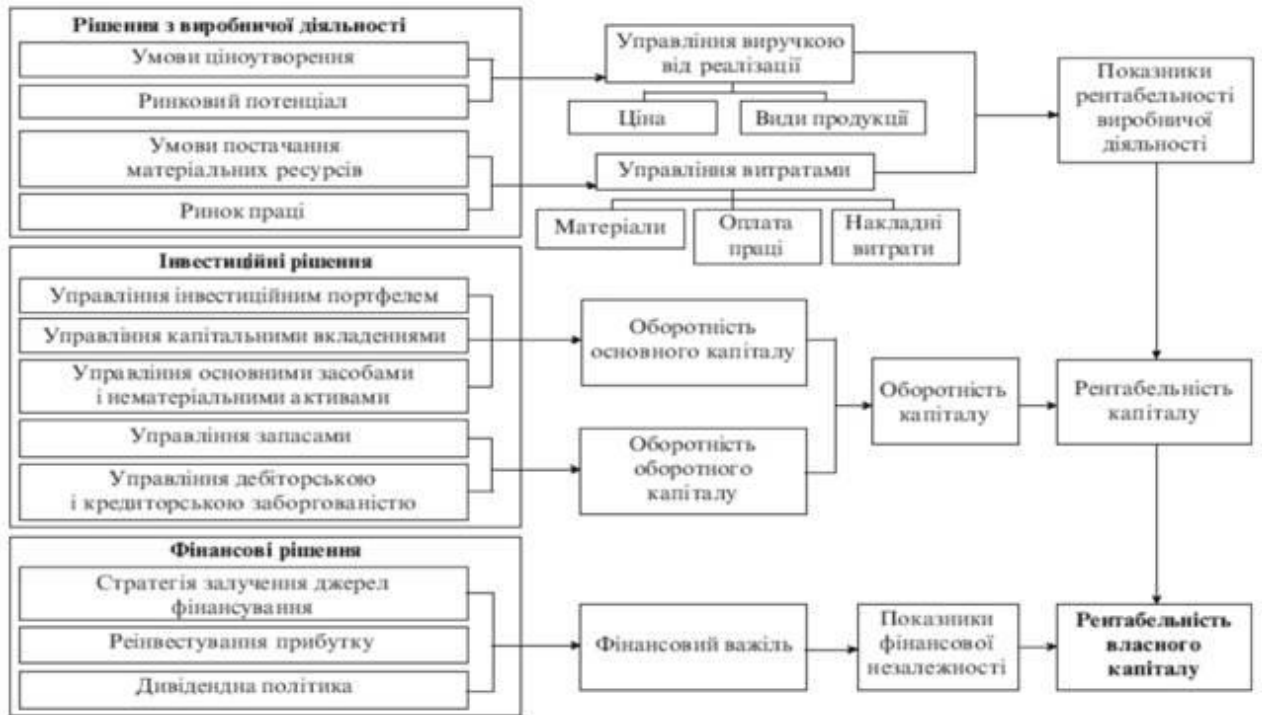 Рішення з виробничої діяльності
Умови ціноутворення
Ринковий потенціал
Умови постачання
матеріальних ресурсів
Ринок праці
Управління виручкою
від реалізації
Ціна
Види продукції
Управління витратами
Матеріали
Оплата
праці
Накладні
витрати
Показники
рентабельності
виробничої
діяльності
Інвестиційні рішення
Управління інвестиційним портфелем
Управління капітальними вкладеннями
Управління основними засобами
і нематеріальними активами
Управління запасами
Управління дебіторською
і кредиторською заборгованістю
Оборотність
основного капіталу
Оборотність
оборотного
капіталу
Оборотність
капіталу
Рентабельність
капіталу
Фінансові рішення
Стратегія залучення джерел
фінансування
Реінвестування прибутку
Дивідендна політика
Фінансовий важіль
Показники
фінансової
незалежності
Рентабельність
власного
капіталу